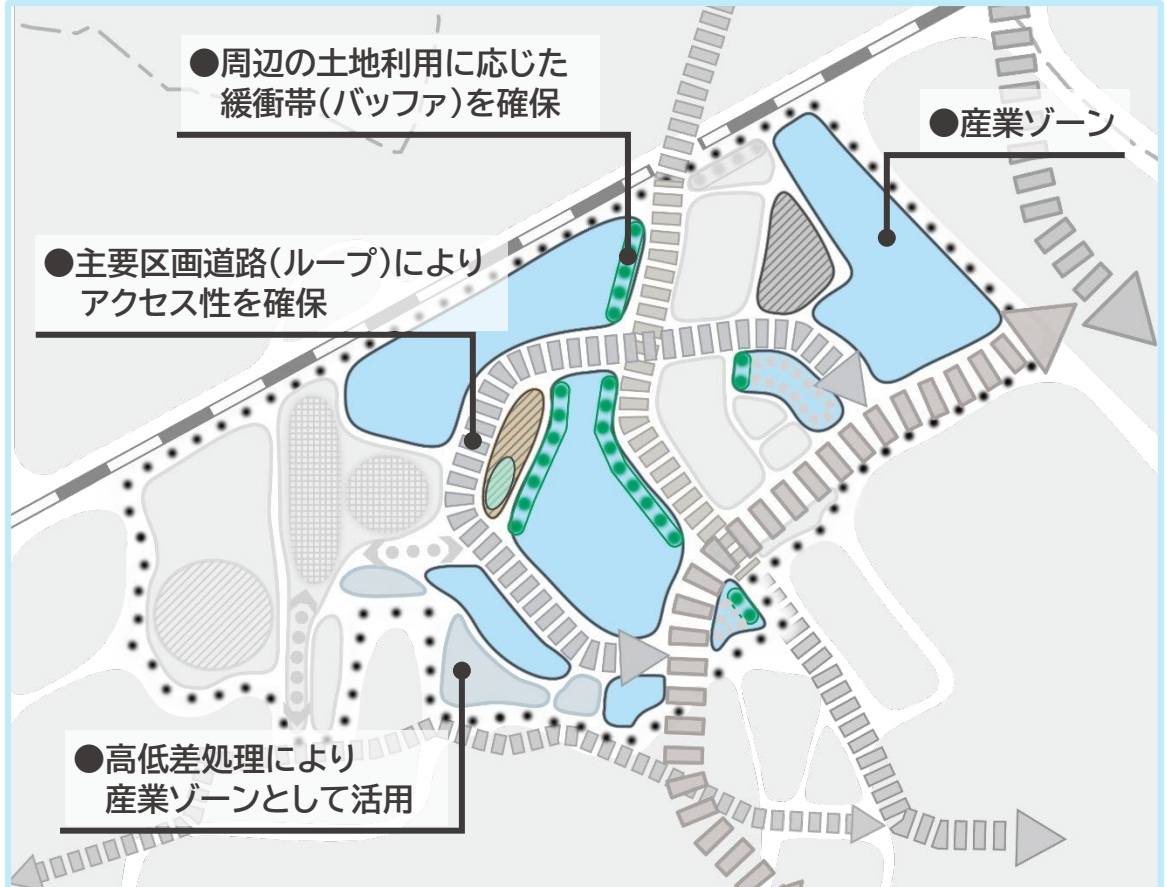 ●周辺の土地利用に応じた
緩衝帯(バッファ)を確保
●産業ゾーン
●主要区画道路(ループ)により
アクセス性を確保
●高低差処理により
産業ゾーンとして活用